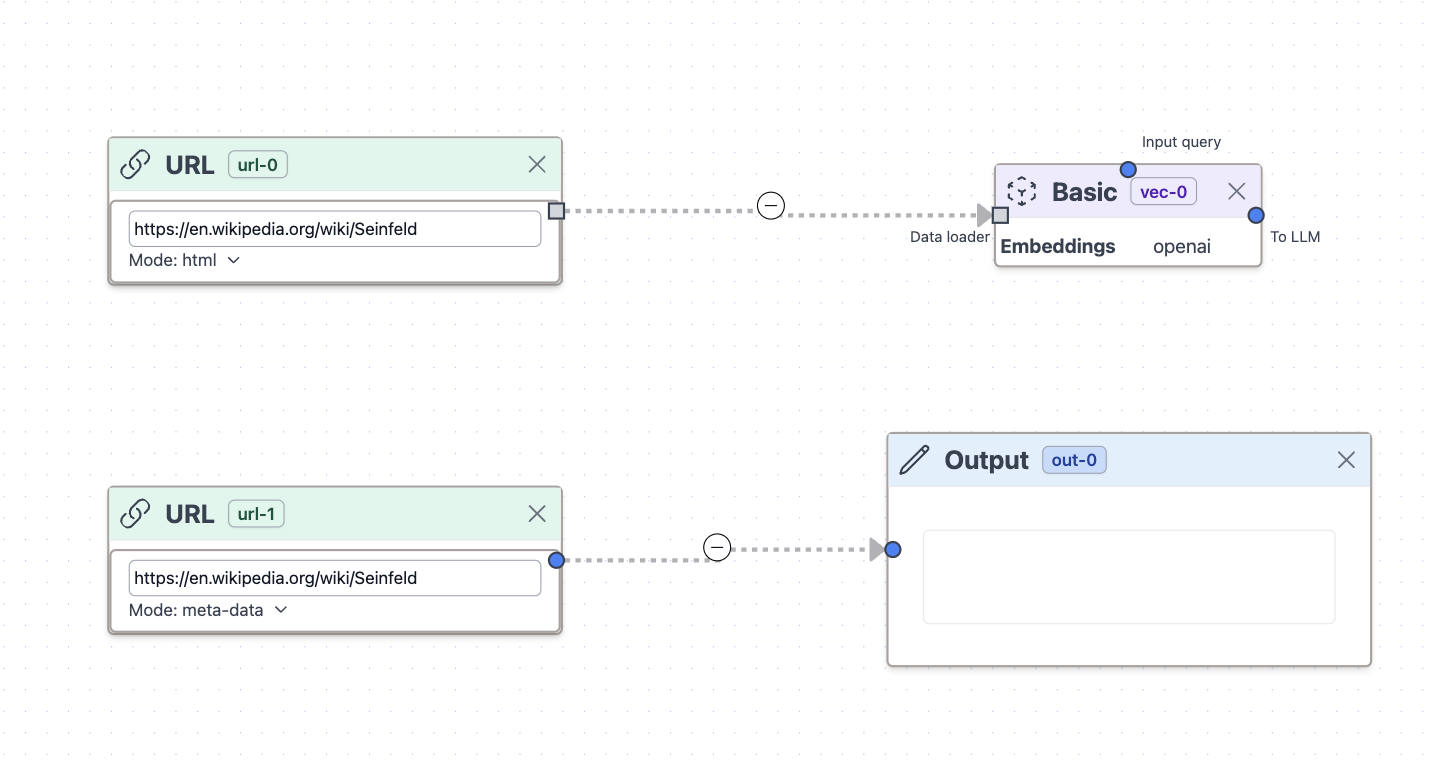 URL url-0
https://en.wikipedia.org/wiki/Seinfeld
Mode: html
Input query
Basic vec-0
Data loader
To LLM
Embeddings openai
URL url-1
https://en.wikipedia.org/wiki/Seinfeld
Mode: meta-data
Output out-0